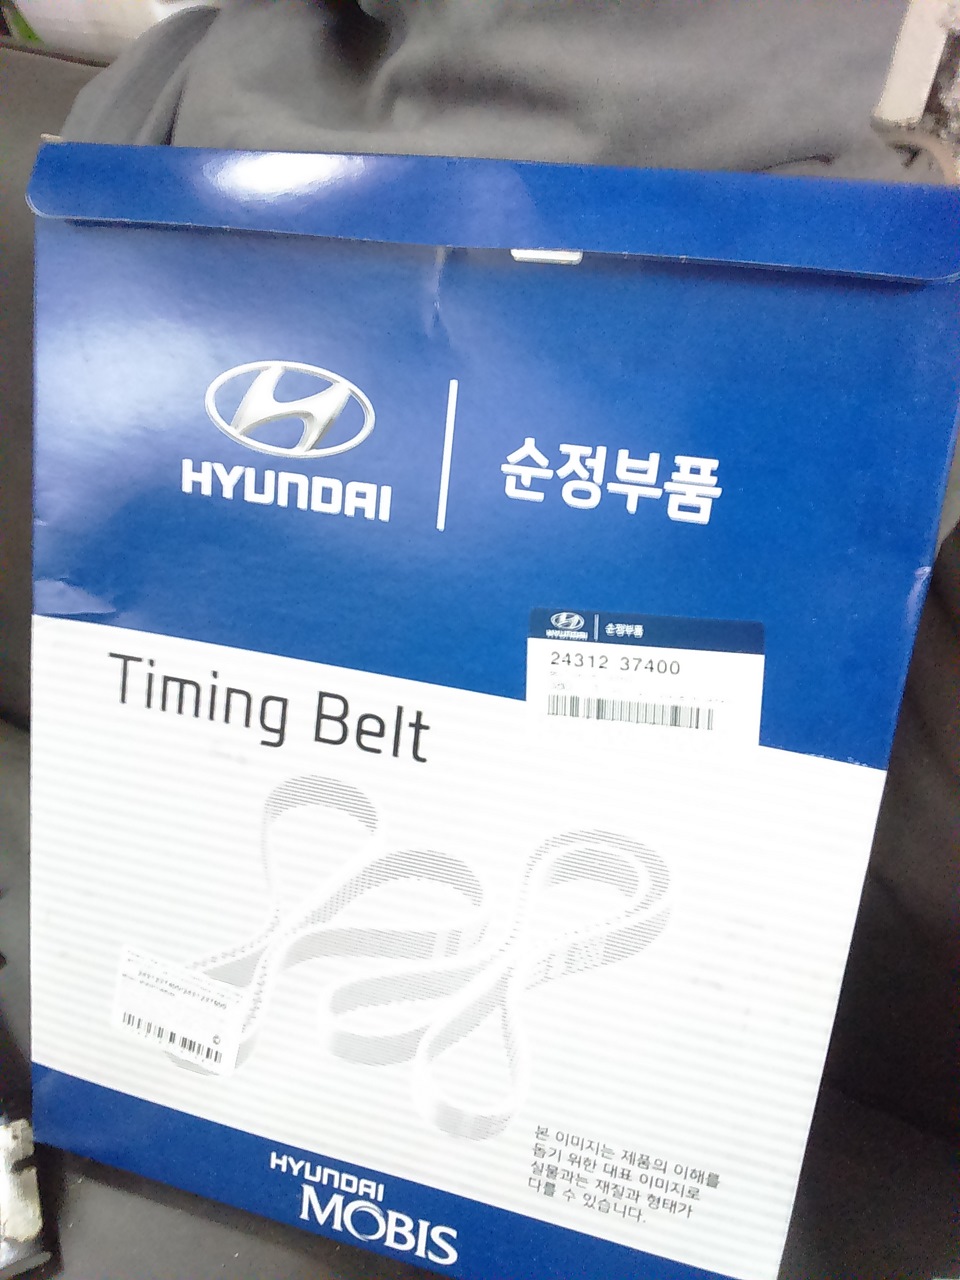 HYUNDAI
순정부품
HYUNDAI
순정부품
24312 37400
Timing Belt
본 이미지는 제품의 이해를
돕기 위한 대표 이미지로
실물과는 재질과 형태가
다를 수 있습니다.
HYUNDAI
MOBIS